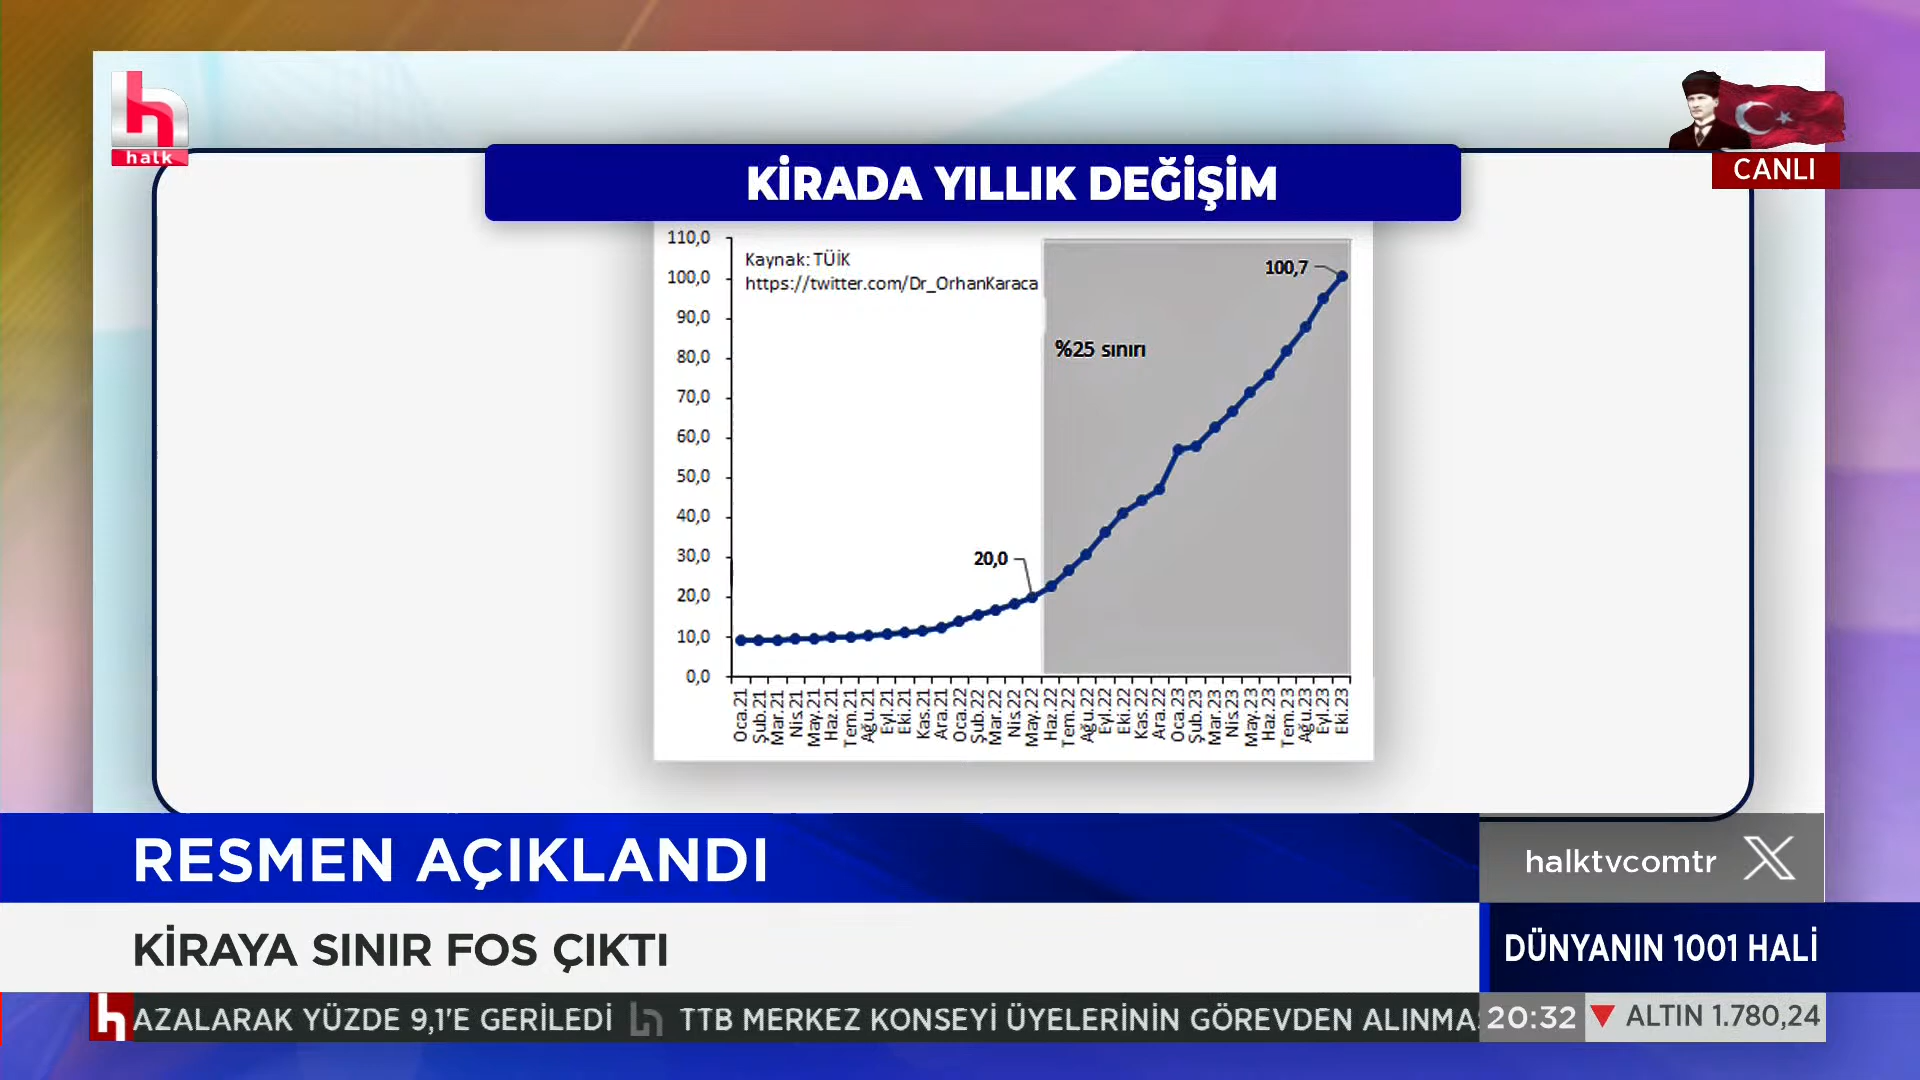 halk
CANLI
KİRADA YILLIK DEĞİŞİM
Kaynak: TÜİK
https://twitter.com/Dr_OrhanKaraca
110,0
100,0
90,0
80,0
70,0
60,0
50,0
40,0
30,0
20,0
10,0
0,0
100,7
%25 sınırı
20,0
Oca.21
Şub.21
Mar.21
Nis.21
May.21
Haz.21
Tem.21
Ağu.21
Eyl.21
Eki.21
Kas.21
Ara.21
Oca.22
Şub.22
Mar.22
Nis.22
May.22
Haz.22
Tem.22
Ağu.22
Eyl.22
Eki.22
Kas.22
Ara.22
Oca.23
Şub.23
Mar.23
Nis.23
May.23
Haz.23
Tem.23
Ağu.23
Eyl.23
Eki.23
RESMEN AÇIKLANDI
halktvcomtr X
KİRAYA SINIR FOS ÇIKTI
DÜNYANIN 1001 HALİ
AZALARAK YÜZDE 9,1'E GERİLEDİ TTB MERKEZ KONSEYİ ÜYELERİNİN GÖREVDEN ALINMA
20:32
ALTIN 1.780,24